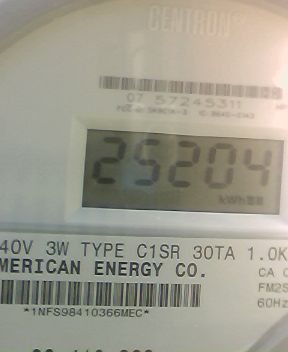 CENTRON
07 57245311
25204
kWh
40V 3W TYPE C1SR 30TA 1.0K
MERICAN ENERGY CO.
CA
FM2S
60Hz
*1NFS98410366MEC*